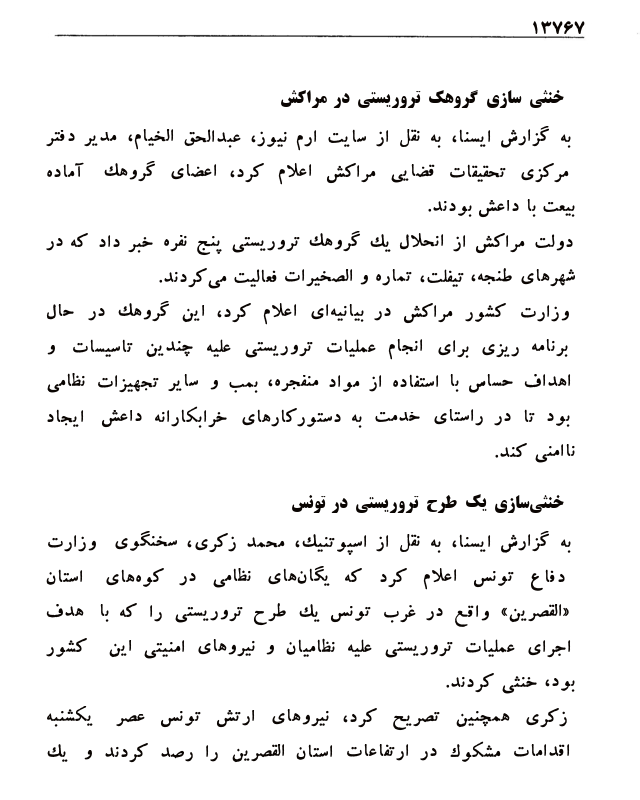 ۱۳۷۶۷
خنثی سازی گروهک تروریستی در مراکش
به گزارش ایسنا، به نقل از سایت ارم نیوز، عبدالحق الخیام، مدیر دفتر
مرکزی تحقیقات قضایی مراکش اعلام کرد، اعضای گروهك آماده
بیعت با داعش بودند.
دولت مراکش از انحلال یك گروهك تروریستی پنج نفره خبر داد که در
شهرهای طنجه، تیفلت، تماره و الصخیرات فعالیت می‌کردند.
وزارت کشور مراکش در بیانیه‌ای اعلام کرد، این گروهك در حال
برنامه ریزی برای انجام عملیات تروریستی علیه چندین تاسیسات و
اهداف حساس با استفاده از مواد منفجره، بمب و سایر تجهیزات نظامی
بود تا در راستای خدمت به دستورکارهای خرابکارانه داعش ایجاد
ناامنی کند.
خنثی‌سازی یک طرح تروریستی در تونس
به گزارش ایسنا، به نقل از اسپوتنیك، محمد زکری، سخنگوی وزارت
دفاع تونس اعلام کرد که یگان‌های نظامی در کوه‌های استان
«القصرین» واقع در غرب تونس یك طرح تروریستی را که با هدف
اجرای عملیات تروریستی علیه نظامیان و نیروهای امنیتی این کشور
بود، خنثی کردند.
زکری همچنین تصریح کرد، نیروهای ارتش تونس عصر یکشنبه
اقدامات مشکوك در ارتفاعات استان القصرین را رصد کردند و یك